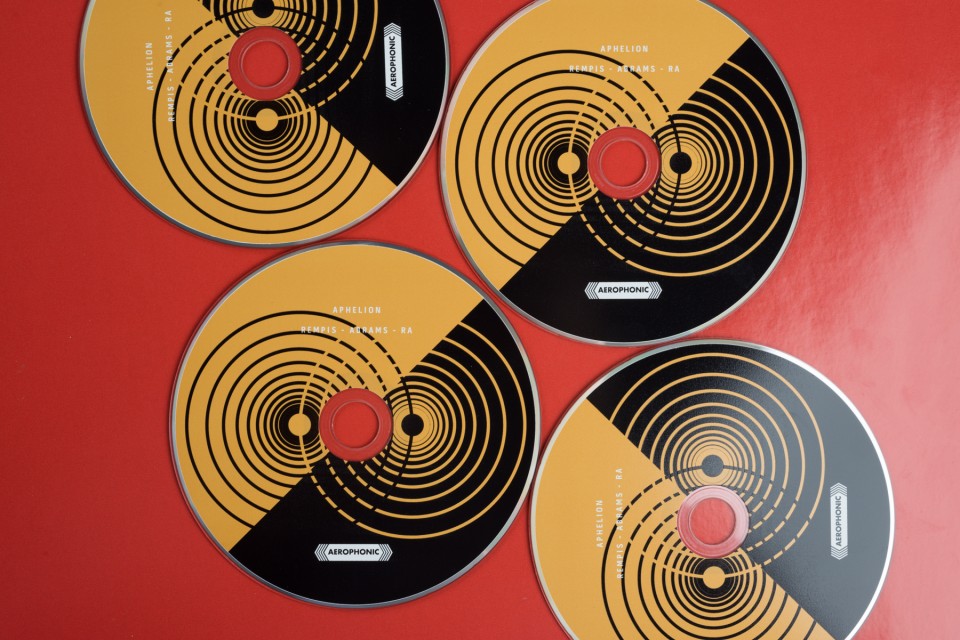 APHELION
REMPIS - ABRAMS - RA
AEROPHONIC
APHELION
REMPIS - ABRAMS - RA
AEROPHONIC
APHELION
REMPIS - ABRAMS - RA
AEROPHONIC
APHELION
REMPIS - ABRAMS - RA
AEROPHONIC